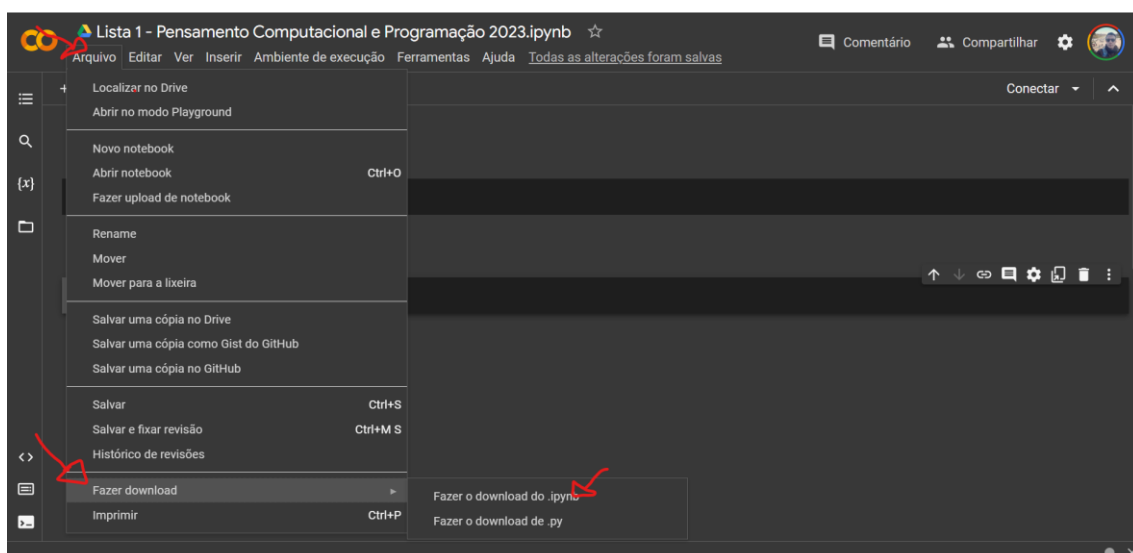 Lista 1 - Pensamento Computacional e Programação 2023.ipynb
Comentário Compartilhar
Arquivo Editar Ver Inserir Ambiente de execução Ferramentas Ajuda Todas as alterações foram salvas
Localizar no Drive
Conectar
Abrir no modo Playground
Novo notebook
Abrir notebook Ctrl+O
Fazer upload de notebook
{x}
Rename
Mover
Mover para a lixeira
Salvar uma cópia no Drive
Salvar uma cópia como Gist do GitHub
Salvar uma cópia no GitHub
Salvar Ctrl+S
Salvar e fixar revisão Ctrl+M S
Histórico de revisões
Fazer download
Fazer o download do .ipynb
Imprimir Ctrl+P
Fazer o download de .py